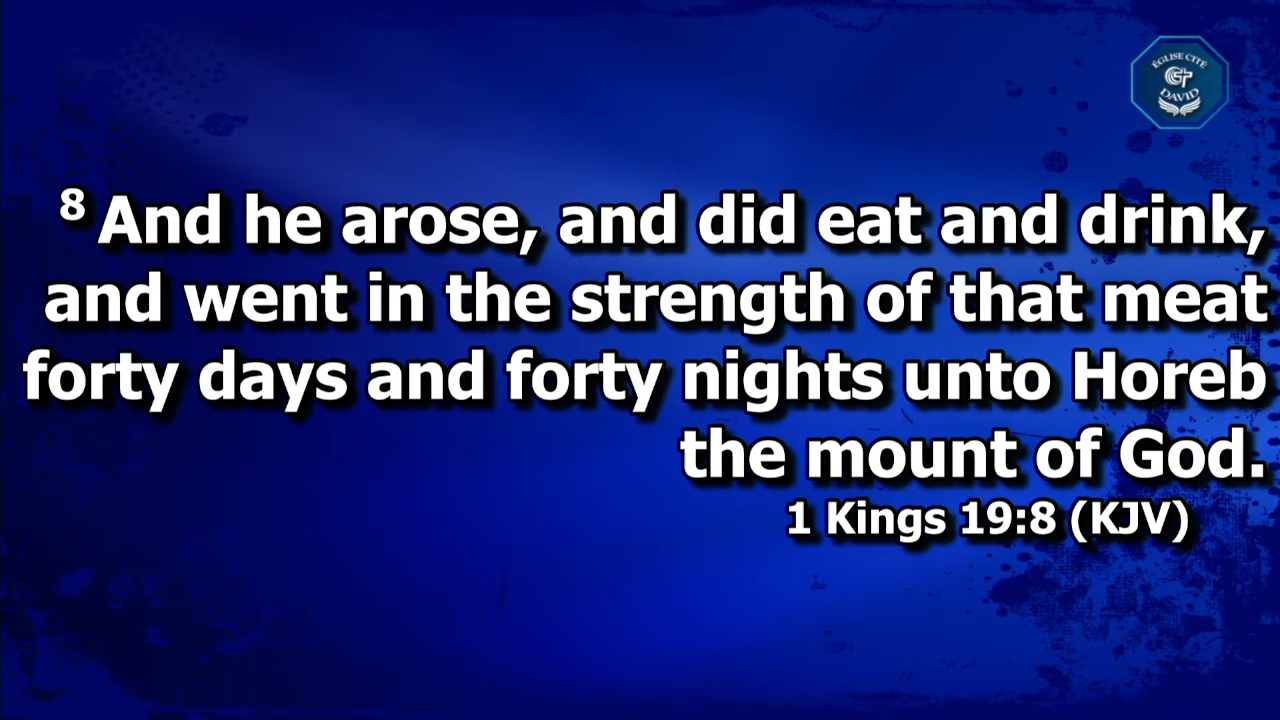 ÉGLISE CITÉ
DAVID
8 And he arose, and did eat and drink,
and went in the strength of that meat
forty days and forty nights unto Horeb
the mount of God.
1 Kings 19:8 (KJV)